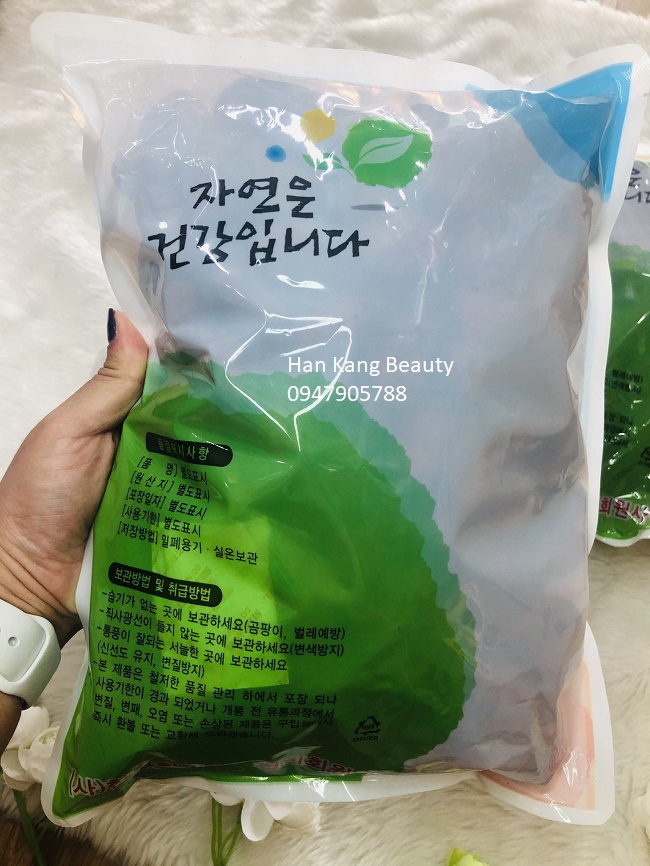 자연은
건강입니다
Han Kang Beauty
0947905788
품질표시사항
[품 명] 별도표시
[원 산 지] 별도표시
[포장일자] 별도표시
[사용기한] 별도표시
[저장방법] 밀폐용기 · 실온보관
보관방법 및 취급방법
-습기가 없는 곳에 보관하세요(곰팡이, 벌레예방)
-직사광선이 들지 않는 곳에 보관하세요(변색방지)
-통풍이 잘되는 서늘한 곳에 보관하세요
(신선도 유지, 변질방지)
-본 제품은 철저한 품질 관리 하에서 포장 되나
사용기한이 경과 되었거나 개봉 전 유통과정에서
변질, 변패, 오염 또는 손상된 제품은
즉시 환불 또는
OTHER